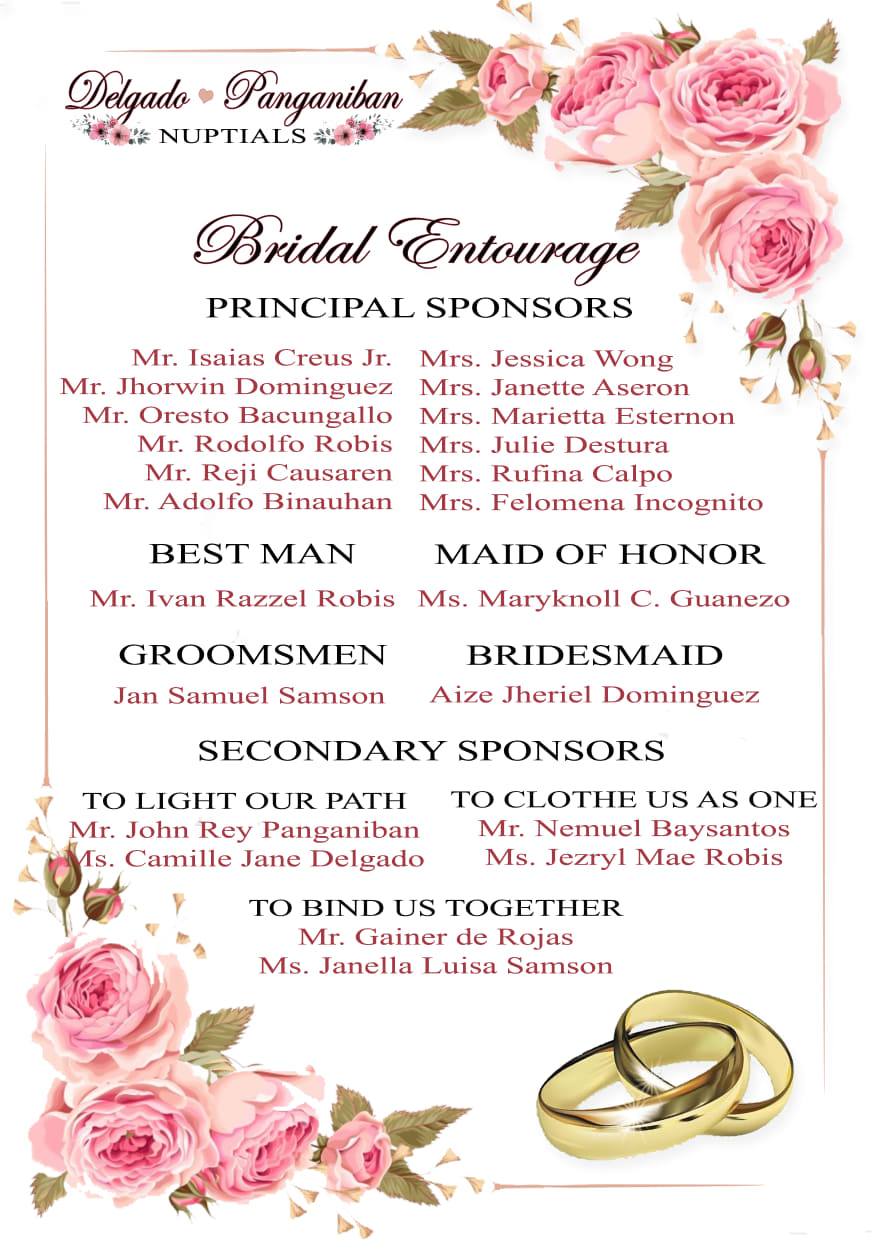 Delgado Panganiban
NUPTIALS
Bridal Entourage
PRINCIPAL SPONSORS
Mr. Isaias Creus Jr.
Mr. Jhorwin Dominguez
Mr. Oresto Bacungallo
Mr. Rodolfo Robis
Mr. Reji Causaren
Mr. Adolfo Binauhan
Mrs. Jessica Wong
Mrs. Janette Aseron
Mrs. Marietta Esternon
Mrs. Julie Destura
Mrs. Rufina Calpo
Mrs. Felomena Incognito
BEST MAN
Mr. Ivan Razzel Robis
MAID OF HONOR
Ms. Maryknoll C. Guanezo
GROOMSMEN
Jan Samuel Samson
BRIDESMAID
Aize Jheriel Dominguez
SECONDARY SPONSORS
TO LIGHT OUR PATH
Mr. John Rey Panganiban
Ms. Camille Jane Delgado
TO CLOTHE US AS ONE
Mr. Nemuel Baysantos
Ms. Jezryl Mae Robis
TO BIND US TOGETHER
Mr. Gainer de Rojas
Ms. Janella Luisa Samson